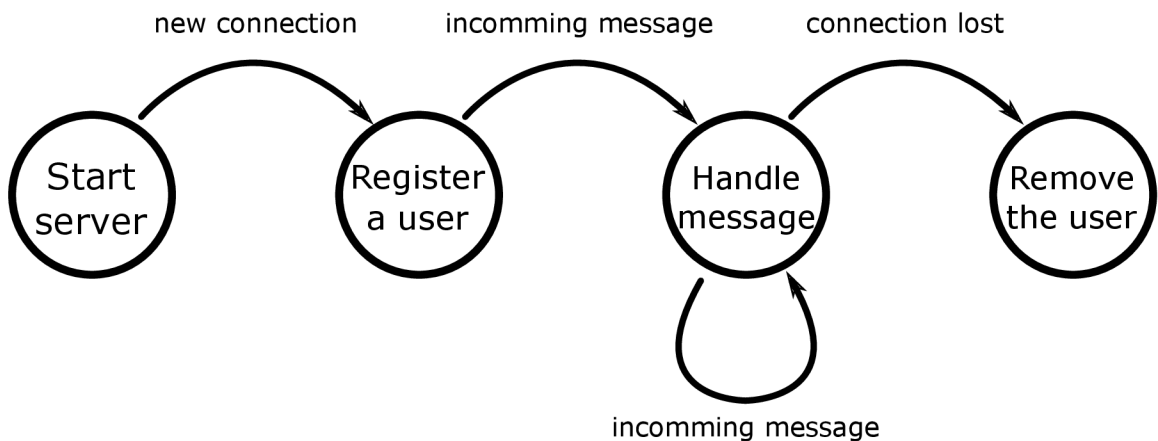 new connection
incomming message
connection lost
Start
server
Register
a user
Handle
message
Remove
the user
incomming message